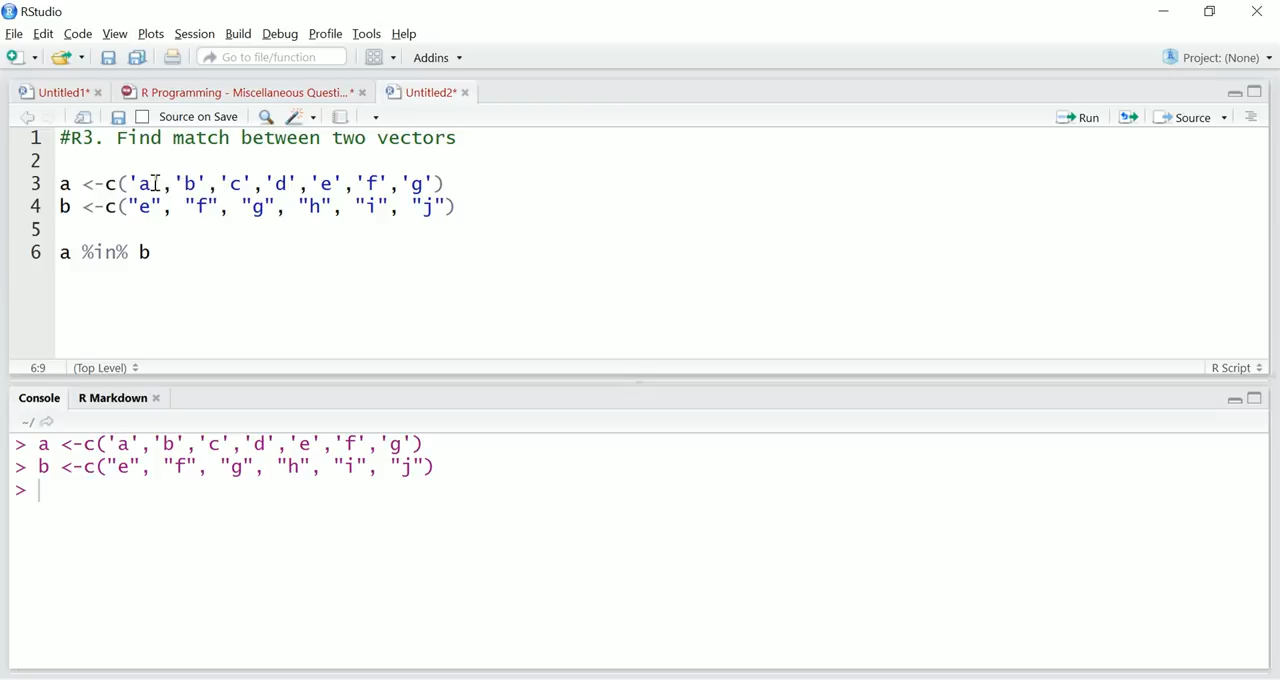 RStudio
File Edit Code View Plots Session Build Debug Profile Tools Help
Go to file/function Addins Project: (None)
Untitled1* R Programming - Miscellaneous Questi...* Untitled2*
Source on Save Run Source
1 #R3. Find match between two vectors
2
3 a <-c('a','b','c','d','e','f','g')
4 b <-c("e", "f", "g", "h", "i", "j")
5
6 a %in% b
6:9 (Top Level) R Script
Console R Markdown
~/
> a <-c('a','b','c','d','e','f','g')
> b <-c("e", "f", "g", "h", "i", "j")
>